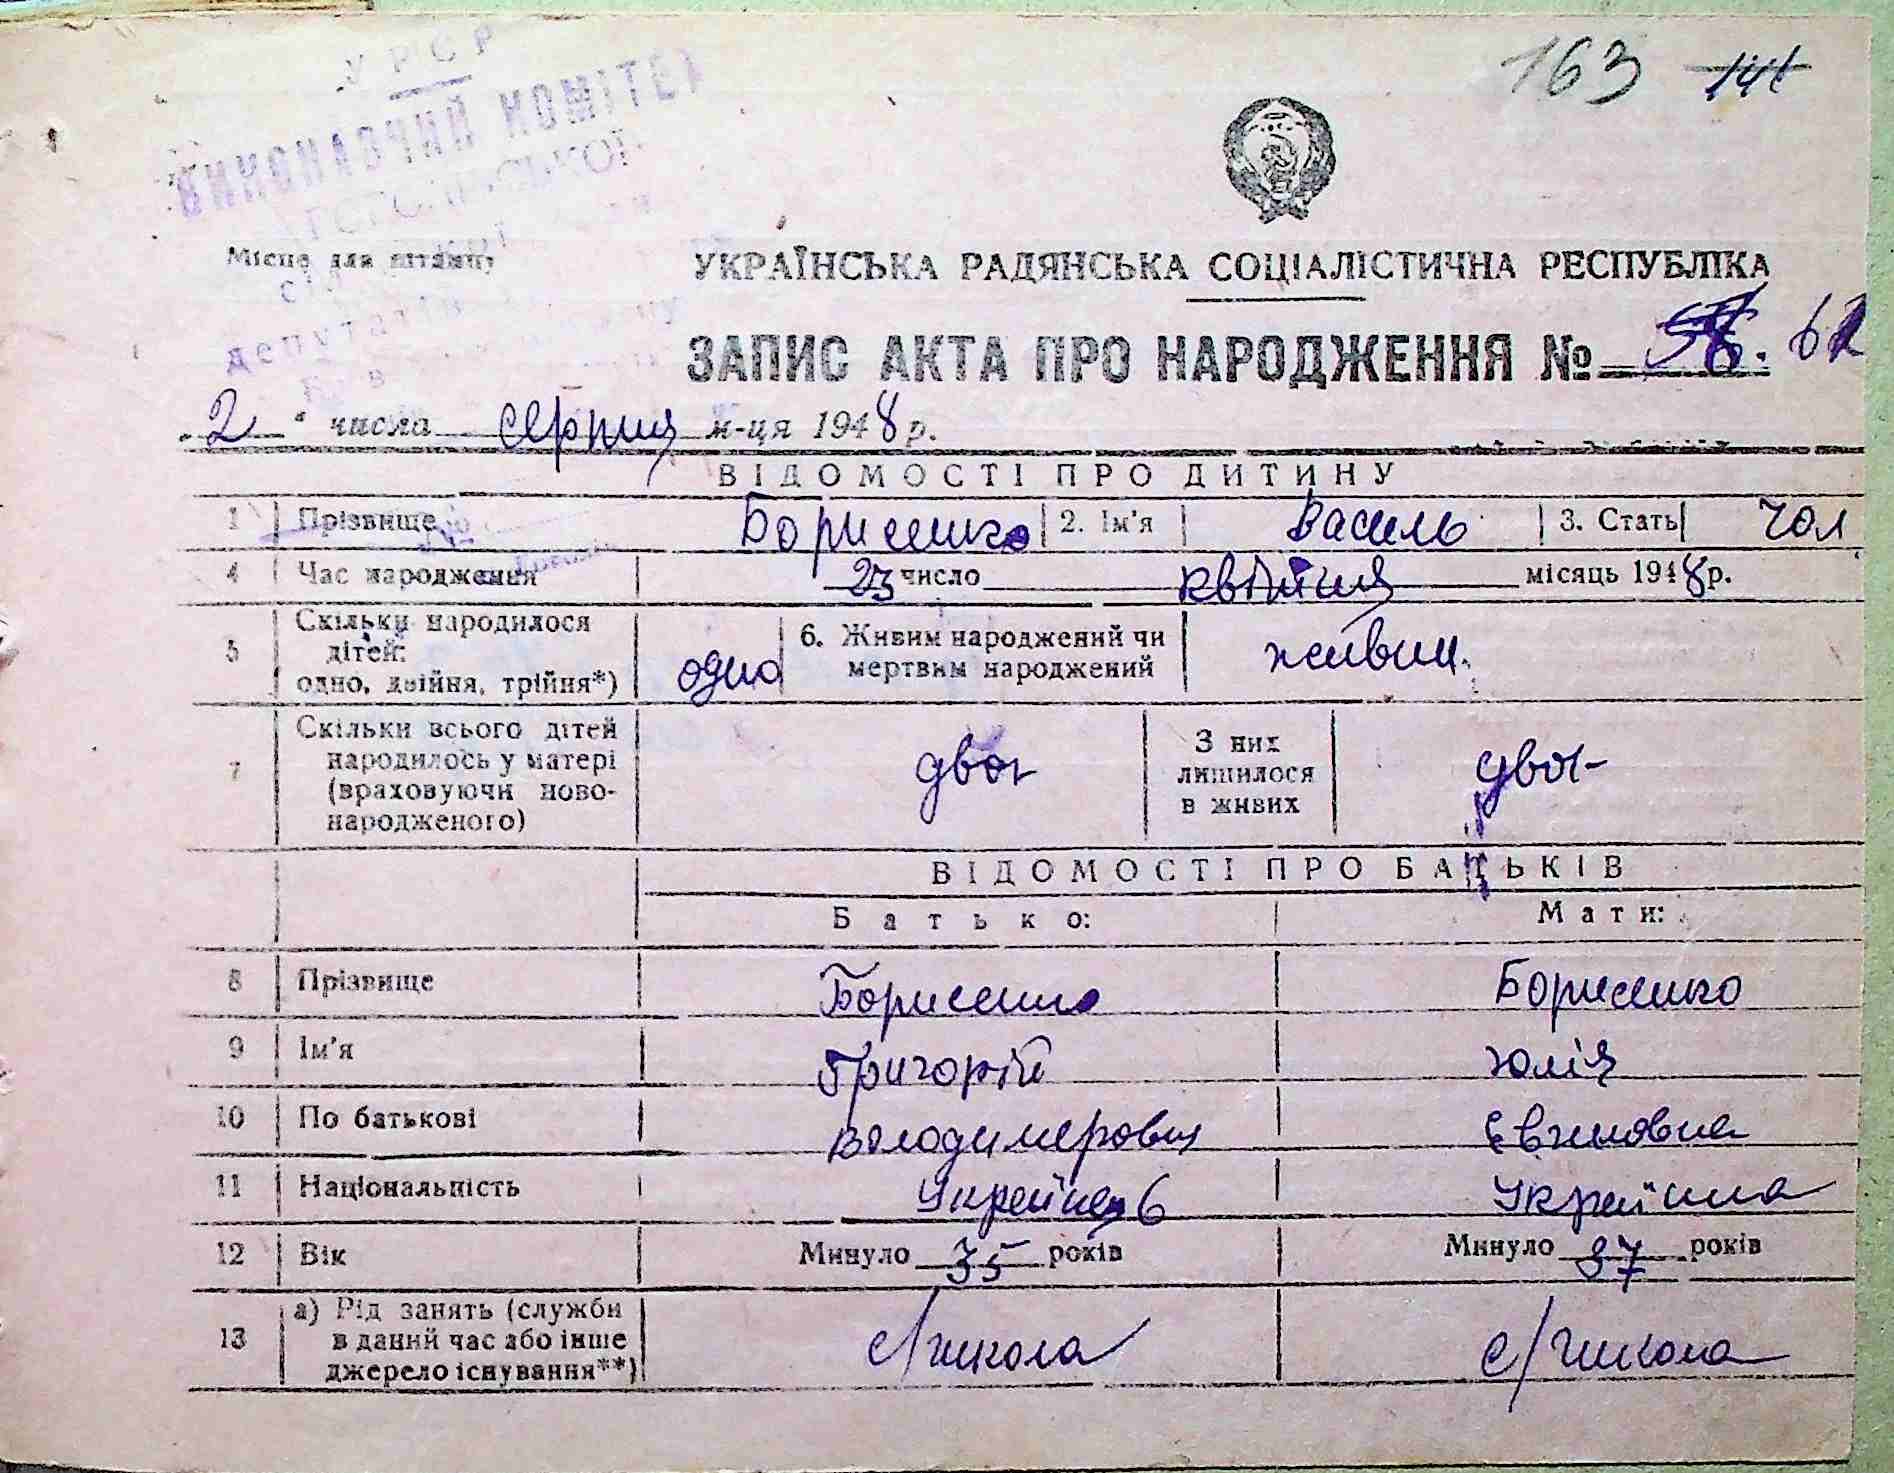 163 141
УРСР
ВИКОНАВЧИЙ КОМІТЕТ
депутатів
Місце для штампу
УКРАЇНСЬКА РАДЯНСЬКА СОЦІАЛІСТИЧНА РЕСПУБЛІКА
ЗАПИС АКТА ПРО НАРОДЖЕННЯ № 62
„2“ числа серпня м-ця 1948 р.
ВІДОМОСТІ ПРО ДИТИНУ
1 Прізвище Борисенко 2. Ім'я Василь 3. Стать чол
4 Час народження 23 число квітня місяць 1948 р.
5 Скільки народилося дітей: одно, двійня, трійня*) одно 6. Живим народжений чи мертвим народжений живим.
7 Скільки всього дітей народилось у матері (враховуючи новонародженого) двоє З них лишилося в живих двоє
ВІДОМОСТІ ПРО БАТЬКІВ
Батько: Мати:
8 Прізвище Борисенко Борисенко
9 Ім'я Григорій Юлія
10 По батькові Володимерович
11 Національність Українець Українка
12 Вік Минуло 35 років Минуло 37 років
13 а) Рід занять (служби в даний час або інше джерело існування**) с/школа с/школа